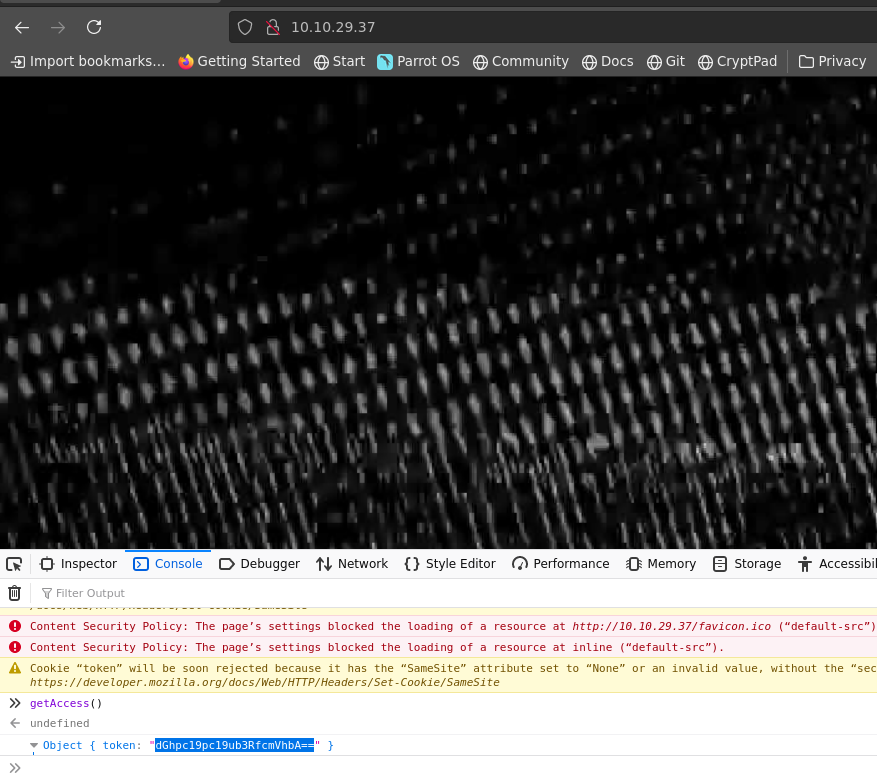 10.10.29.37
Import bookmarks… Getting Started Start Parrot OS Community Docs Git CryptPad Privacy
Inspector Console Debugger Network Style Editor Performance Memory Storage Accessibil
Filter Output
Content Security Policy: The page’s settings blocked the loading of a resource at http://10.10.29.37/favicon.ico (“default-src”)
Content Security Policy: The page’s settings blocked the loading of a resource at inline (“default-src”).
Cookie “token” will be soon rejected because it has the “SameSite” attribute set to “None” or an invalid value, without the “sec
https://developer.mozilla.org/docs/Web/HTTP/Headers/Set-Cookie/SameSite
getAccess()
undefined
Object { token: "dGhpc19pc19ub3RfcmVhbA==" }